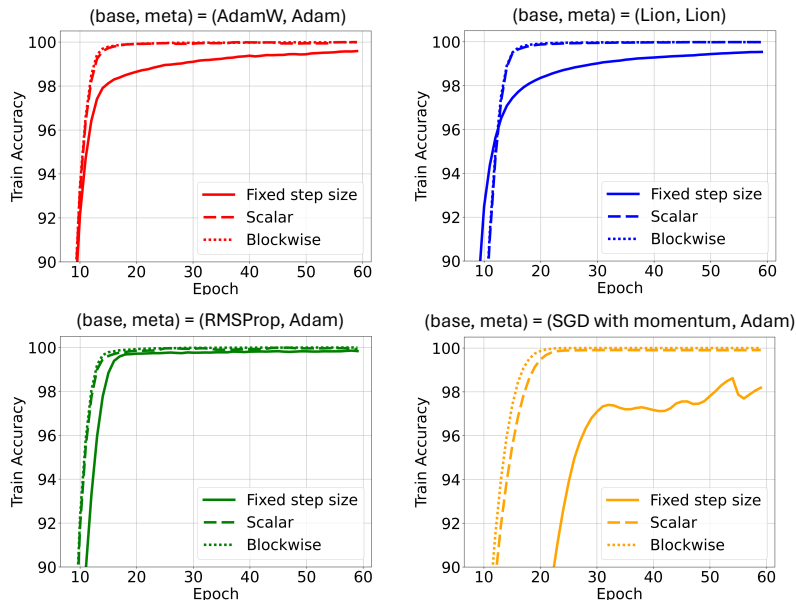 (base, meta) = (AdamW, Adam)
100
98
96
94
92
90
Train Accuracy
Fixed step size
Scalar
Blockwise
10 20 30 40 50 60
Epoch
(base, meta) = (Lion, Lion)
100
98
96
94
92
90
Train Accuracy
Fixed step size
Scalar
Blockwise
10 20 30 40 50 60
Epoch
(base, meta) = (RMSProp, Adam)
100
98
96
94
92
90
Train Accuracy
Fixed step size
Scalar
Blockwise
10 20 30 40 50 60
Epoch
(base, meta) = (SGD with momentum, Adam)
100
98
96
94
92
90
Train Accuracy
Fixed step size
Scalar
Blockwise
10 20 30 40 50 60
Epoch